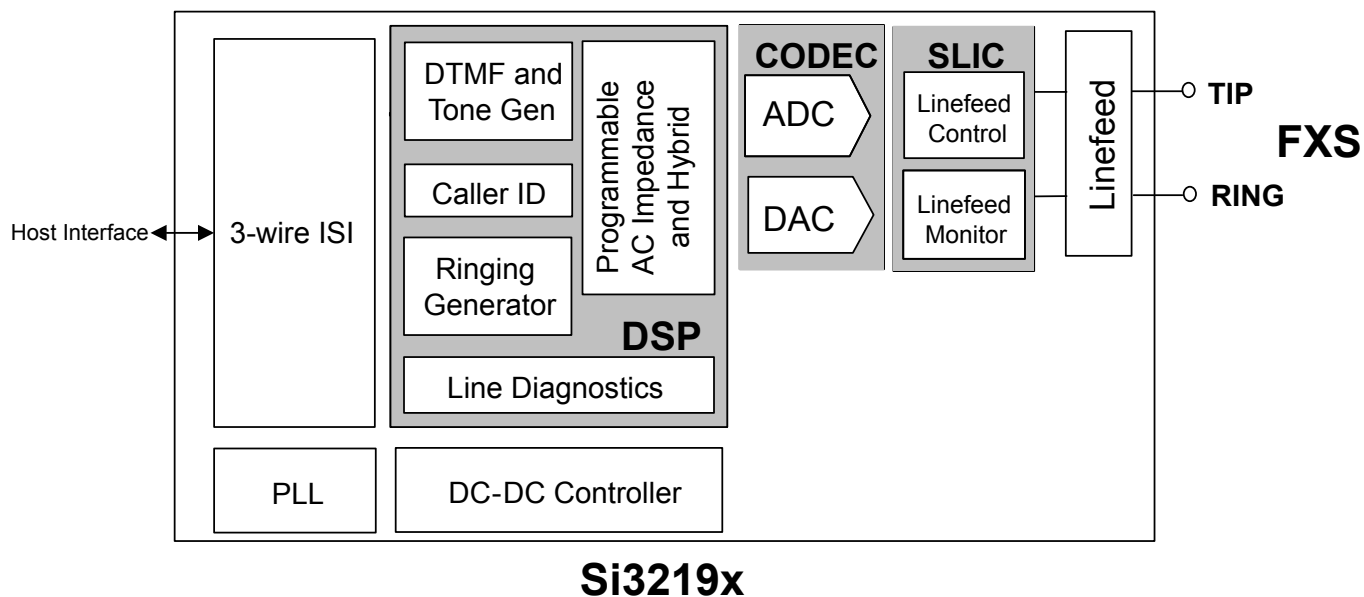 Host Interface
3-wire ISI
DTMF and
Tone Gen
Caller ID
Ringing
Generator
Programmable
AC Impedance
and Hybrid
DSP
Line Diagnostics
CODEC
ADC
DAC
SLIC
Linefeed
Control
Linefeed
Monitor
Linefeed
TIP
FXS
RING
PLL
DC-DC Controller
Si3219x